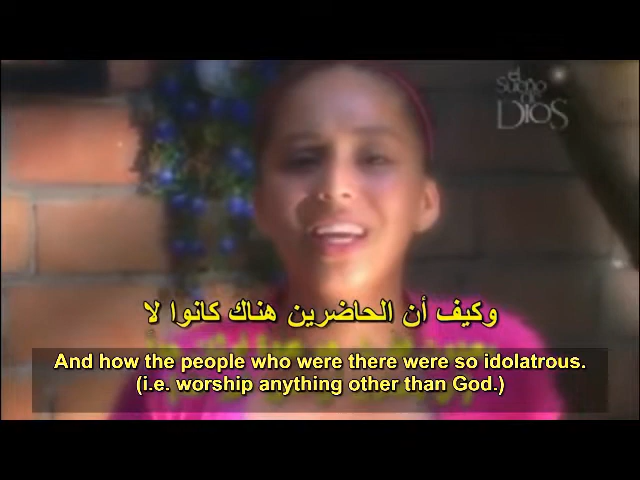 el
Sueño
de
Dios
وكيف أن الحاضرين هناك كانوا لا
And how the people who were there were so idolatrous.
(i.e. worship anything other than God.)